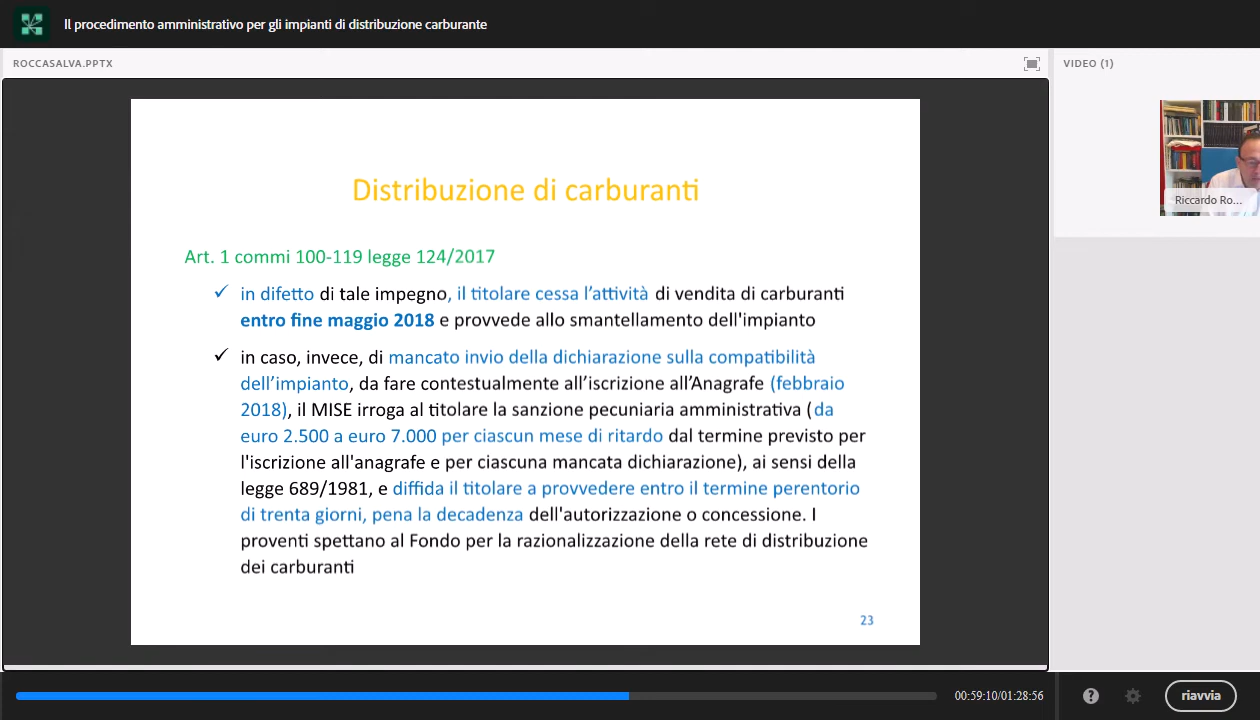 Il procedimento amministrativo per gli impianti di distribuzione carburante
ROCCASALVA.PPTX
VIDEO (1)
Distribuzione di carburanti
Art. 1 commi 100-119 legge 124/2017
in difetto di tale impegno, il titolare cessa l'attività di vendita di carburanti
entro fine maggio 2018 e provvede allo smantellamento dell'impianto
in caso, invece, di mancato invio della dichiarazione sulla compatibilità
dell'impianto, da fare contestualmente all'iscrizione all'Anagrafe (febbraio
2018), il MISE irroga al titolare la sanzione pecuniaria amministrativa (da
euro 2.500 a euro 7.000 per ciascun mese di ritardo dal termine previsto per
l'iscrizione all'anagrafe e per ciascuna mancata dichiarazione), ai sensi della
legge 689/1981, e diffida il titolare a provvedere entro il termine perentorio
di trenta giorni, pena la decadenza dell'autorizzazione o concessione. I
proventi spettano al Fondo per la razionalizzazione della rete di distribuzione
dei carburanti
23
Riccardo Ro...
00:59:10/01:28:56
riavvia